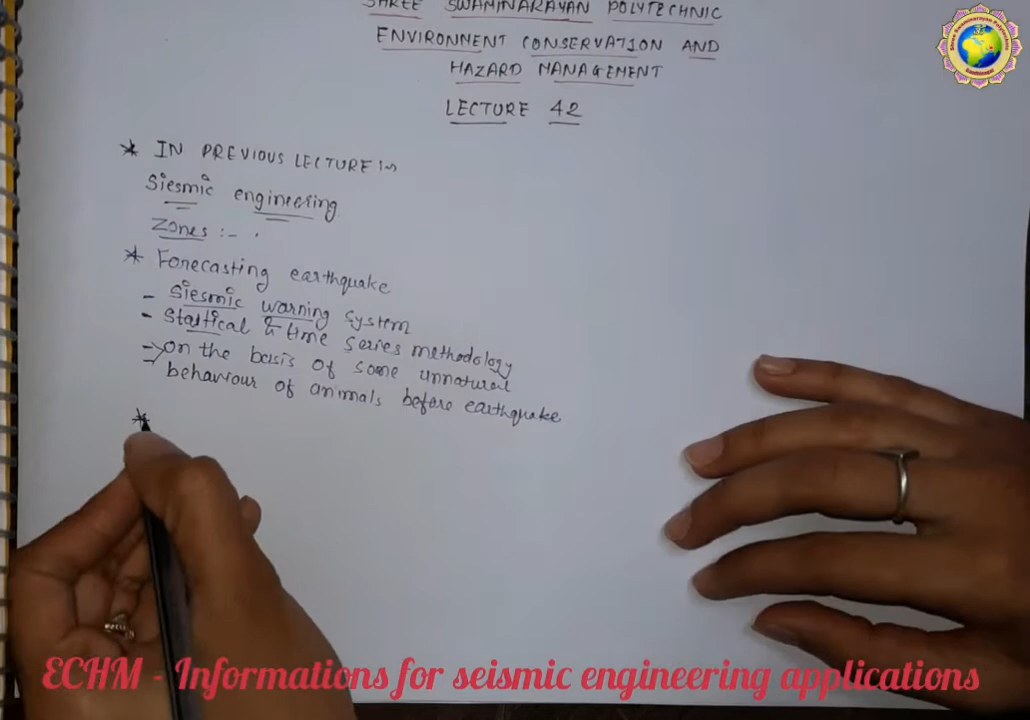 SHREE SWAMINARAYAN POLYTECHNIC
ENVIRONMENT CONSERVATION AND
HAZARD MANAGEMENT
LECTURE 42
* IN PREVIOUS LECTURE :-
Siesmic engineering
Zones :-
* Forecasting earthquake
- Siesmic warning system
- Stastical & time series methodology
-> on the basis of some unnatural
-> behaviour of animals before earthquake
*
ECHM - Informations for seismic engineering applications